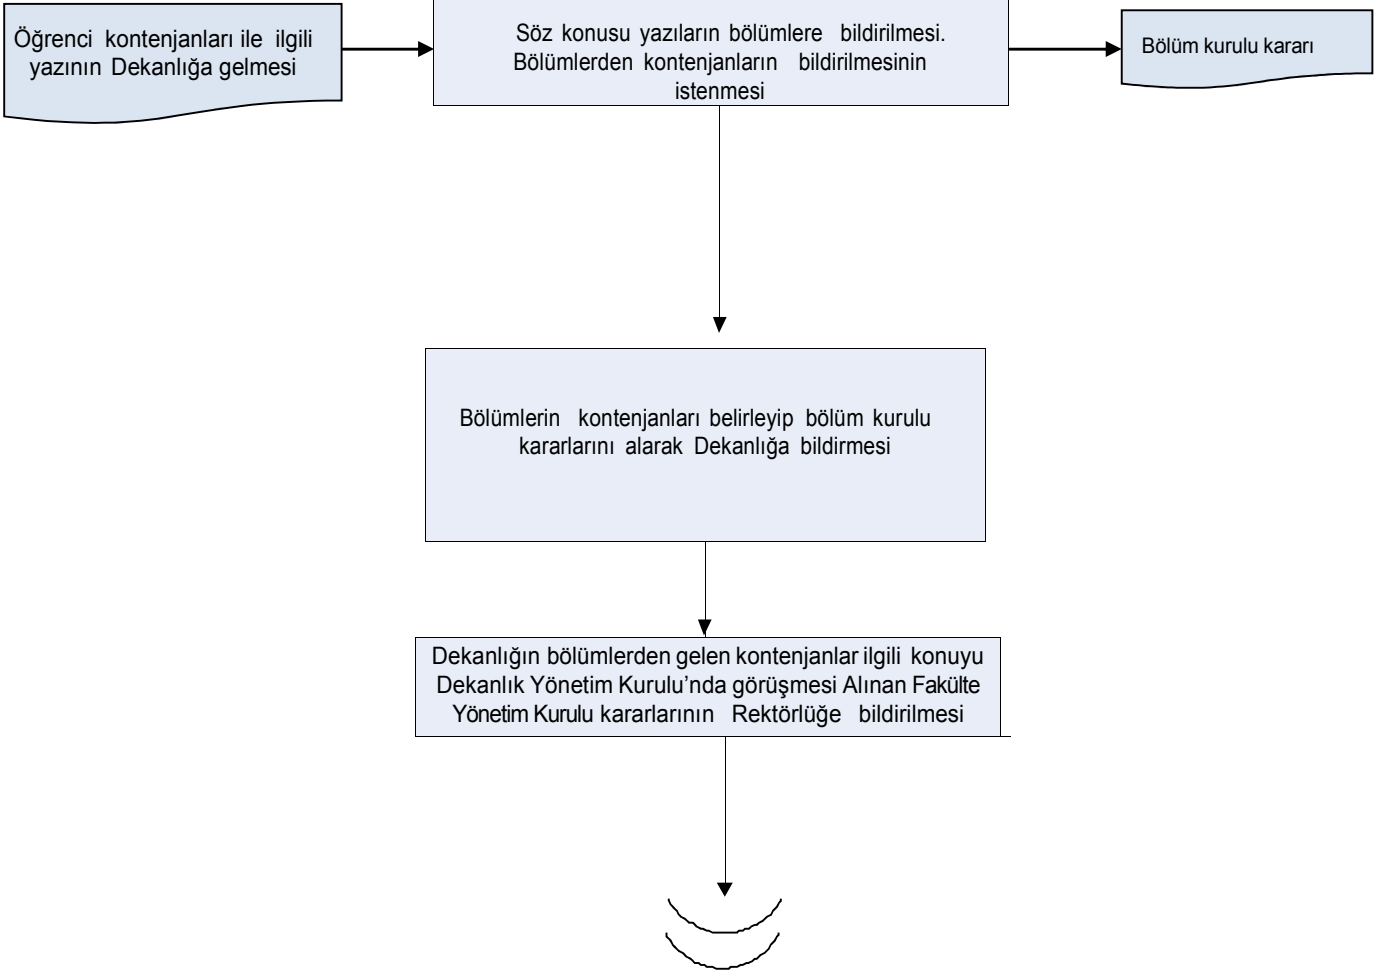 Öğrenci kontenjanları ile ilgili
yazının Dekanlığa gelmesi
Söz konusu yazıların bölümlere bildirilmesi.
Bölümlerden kontenjanların bildirilmesinin
istenmesi
Bölüm kurulu kararı
Bölümlerin kontenjanları belirleyip bölüm kurulu
kararlarını alarak Dekanlığa bildirmesi
Dekanlığın bölümlerden gelen kontenjanlar ilgili konuyu
Dekanlık Yönetim Kurulu’nda görüşmesi Alınan Fakülte
Yönetim Kurulu kararlarının Rektörlüğe bildirilmesi